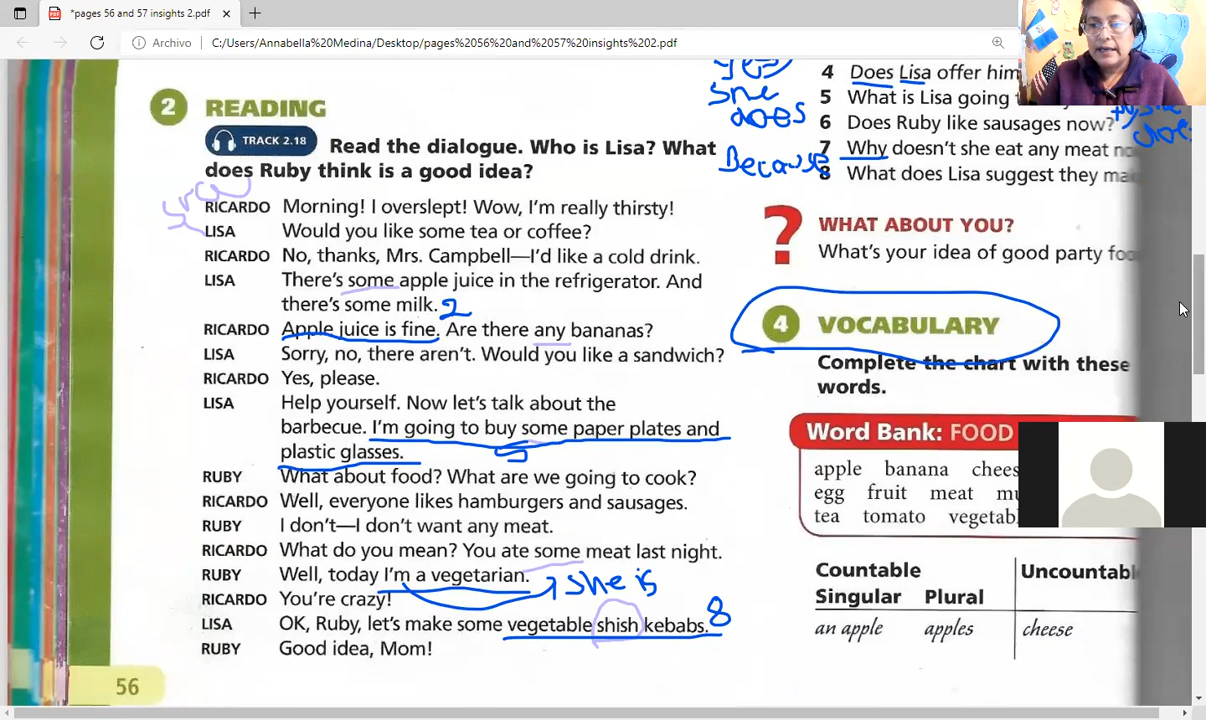 *pages 56 and 57 insights 2.pdf
Archivo
C:/Users/Annabella%20Medina/Desktop/pages%2056%20and%2057%20insights%202.pdf
2 READING
TRACK 2.18 Read the dialogue. Who is Lisa? What
does Ruby think is a good idea?
RICARDO Morning! I overslept! Wow, I'm really thirsty!
LISA Would you like some tea or coffee?
RICARDO No, thanks, Mrs. Campbell—I'd like a cold drink.
LISA There's some apple juice in the refrigerator. And
there's some milk. 2
RICARDO Apple juice is fine. Are there any bananas?
LISA Sorry, no, there aren't. Would you like a sandwich?
RICARDO Yes, please.
LISA Help yourself. Now let's talk about the
barbecue. I'm going to buy some paper plates and
plastic glasses. 5
RUBY What about food? What are we going to cook?
RICARDO Well, everyone likes hamburgers and sausages.
RUBY I don't—I don't want any meat.
RICARDO What do you mean? You ate some meat last night.
RUBY Well, today I'm a vegetarian. she is
RICARDO You're crazy!
LISA OK, Ruby, let's make some vegetable shish kebabs. 8
RUBY Good idea, Mom!
56
yes
she
does
Because
4 Does Lisa offer him
5 What is Lisa going
6 Does Ruby like sausages now?
7 Why doesn't she eat any meat
8 What does Lisa suggest they
?
WHAT ABOUT YOU?
What's your idea of good party
4 VOCABULARY
Complete the chart with these
words.
Word Bank: FOOD
apple banana chees
egg fruit meat
tea tomato vegetab
Countable
Uncountabl
Singular Plural
an apple apples cheese